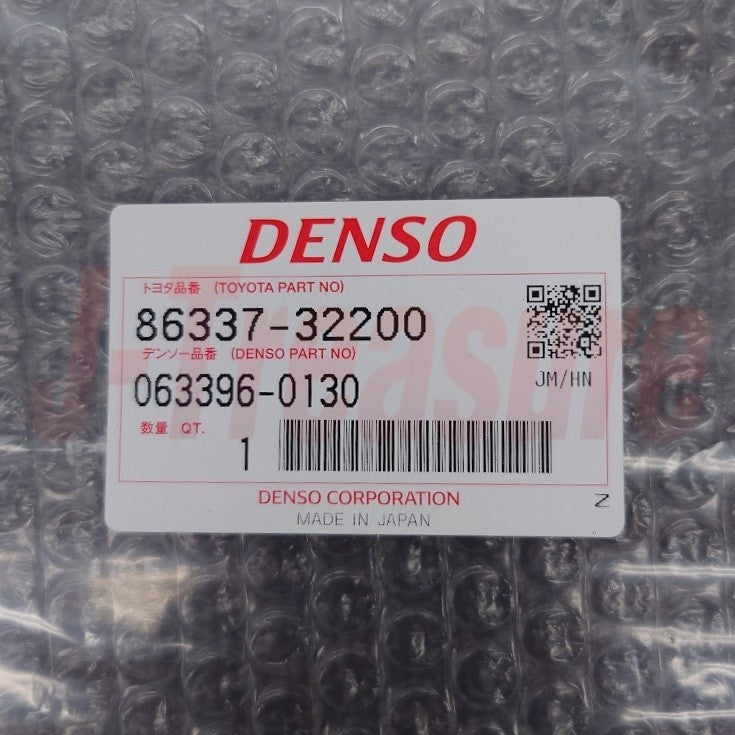 DENSO
トヨタ品番 (TOYOTA PART NO)
86337-32200
デンソー品番 (DENSO PART NO)
063396-0130
JM/HN
数量 QT.
1
DENSO CORPORATION
MADE IN JAPAN
Z
J-Treasure